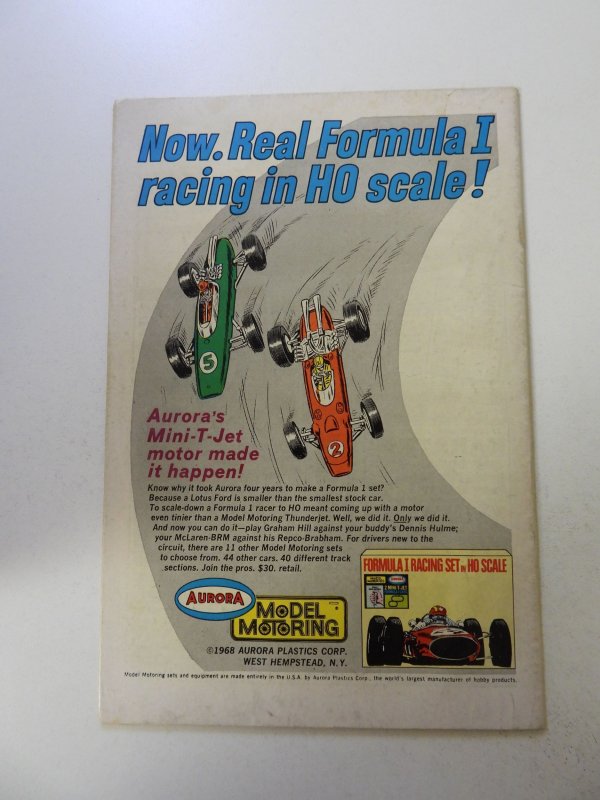 Now. Real Formula I
racing in HO scale!
5
2
Aurora's
Mini-T-Jet
motor made
it happen!
Know why it took Aurora four years to make a Formula 1 set?
Because a Lotus Ford is smaller than the smallest stock car.
To scale-down a Formula 1 racer to HO meant coming up with a motor
even tinier than a Model Motoring Thunderjet. Well, we did it. Only we did it.
And now you can do it—play Graham Hill against your buddy's Dennis Hulme;
your McLaren-BRM against his Repco-Brabham. For drivers new to the
circuit, there are 11 other Model Motoring sets
to choose from. 44 other cars. 40 different track
sections. Join the pros. $30. retail.
FORMULA I RACING SET IN HO SCALE
AURORA
MODEL
MOTORING
©1968 AURORA PLASTICS CORP.
WEST HEMPSTEAD, N.Y.
Model Motoring sets and equipment are made entirely in the U.S.A. by Aurora Plastics Corp., the world's largest manufacturer of hobby products.